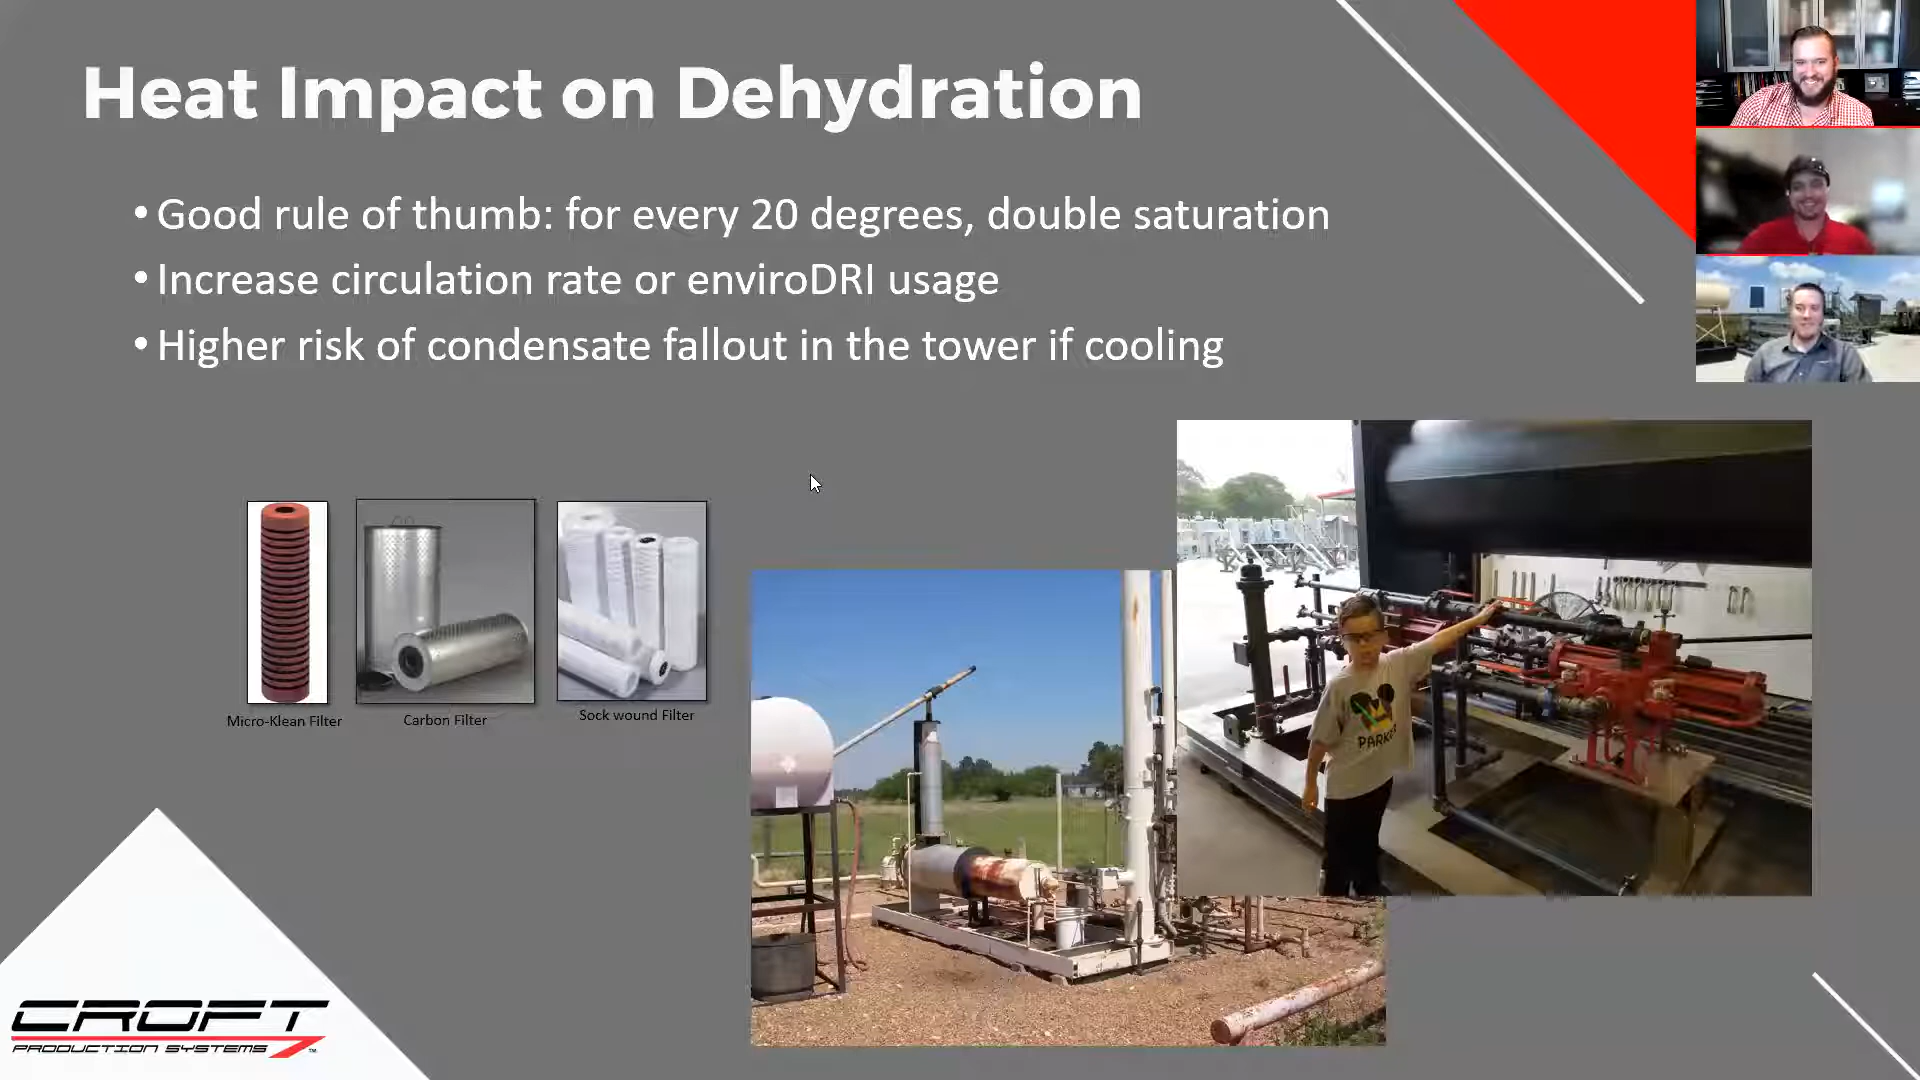 Heat Impact on Dehydration
• Good rule of thumb: for every 20 degrees, double saturation
• Increase circulation rate or enviroDRI usage
• Higher risk of condensate fallout in the tower if cooling
Micro-Klean Filter
Carbon Filter
Sock wound Filter
PARKER
CROFT
PRODUCTION SYSTEMS™